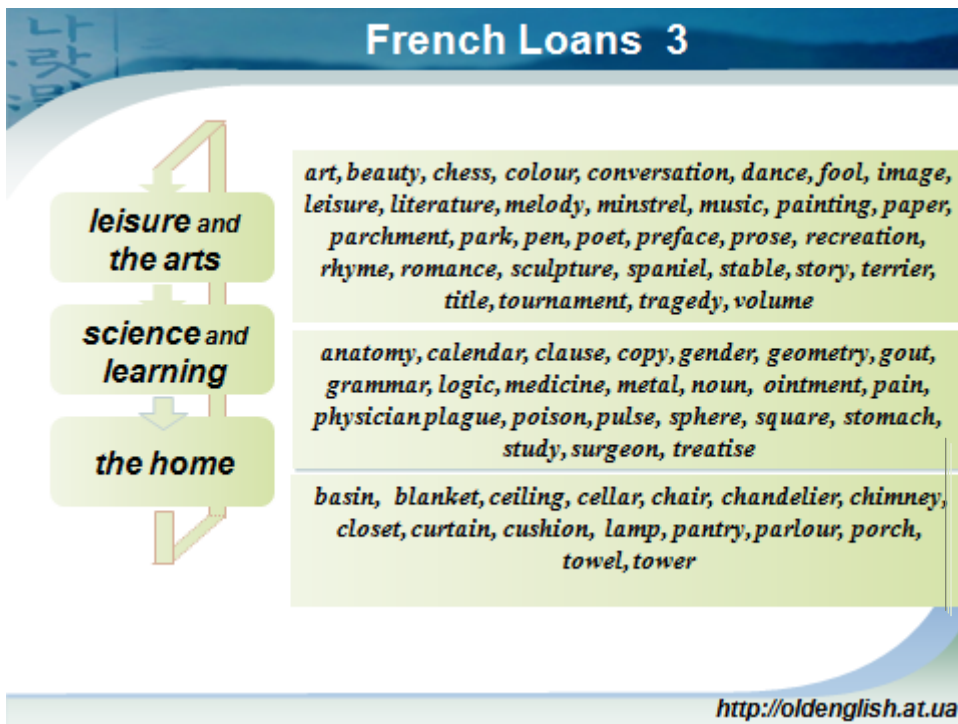 나
랏
말
French Loans 3
leisure and
the arts
art, beauty, chess, colour, conversation, dance, fool, image,
leisure, literature, melody, minstrel, music, painting, paper,
parchment, park, pen, poet, preface, prose, recreation,
rhyme, romance, sculpture, spaniel, stable, story, terrier,
title, tournament, tragedy, volume
science and
learning
anatomy, calendar, clause, copy, gender, geometry, gout,
grammar, logic, medicine, metal, noun, ointment, pain,
physician plague, poison, pulse, sphere, square, stomach,
study, surgeon, treatise
the home
basin, blanket, ceiling, cellar, chair, chandelier, chimney,
closet, curtain, cushion, lamp, pantry, parlour, porch,
towel, tower
http://oldenglish.at.ua